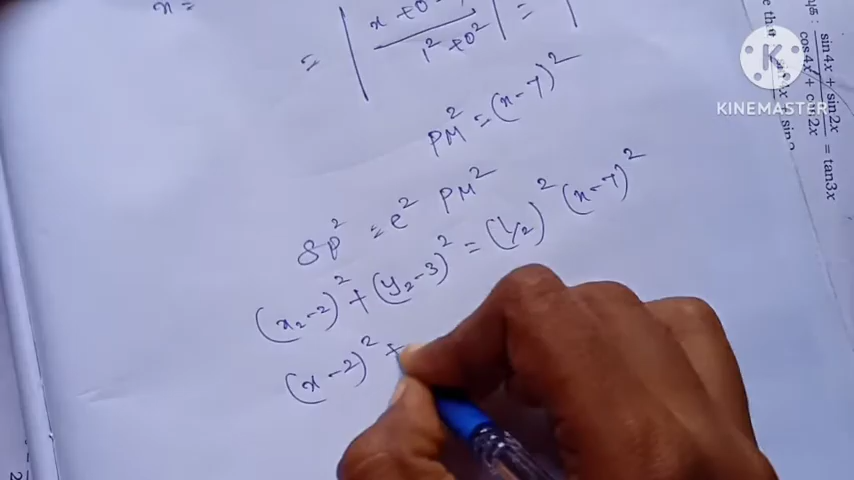 x =
= | x + 0 / 1² + 0² | = |
PM² = (x-7)²
SP² = e² PM²
(x₂-2)² + (y₂-3)² = (1/2)² (x-7)²
(x-2)² +
KINEMASTER
sin4x + sin2x / cos4x + cos2x = tan3x
e that